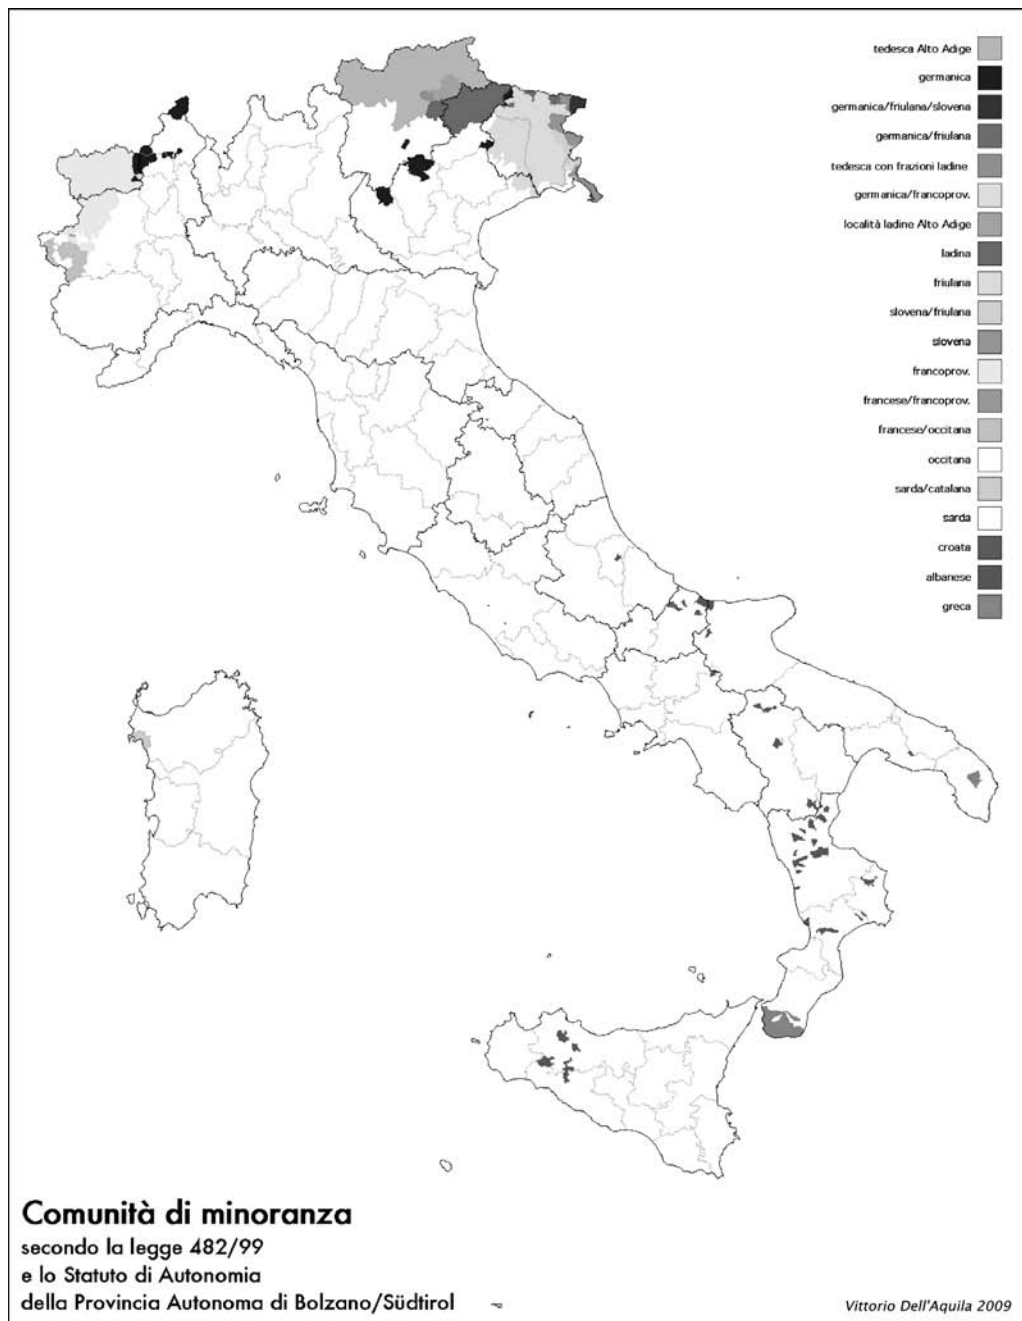 tedesca Alto Adige
germanica
germanica/friulana/slovena
germanica/friulana
tedesca con frazioni ladine
germanica/francoprov.
località ladine Alto Adige
ladina
friulana
slovena/friulana
slovena
francoprov.
francese/francoprov.
francese/occitana
occitana
sarda/catalana
sarda
croata
albanese
greca
Comunità di minoranza
secondo la legge 482/99
e lo Statuto di Autonomia
della Provincia Autonoma di Bolzano/Südtirol
Vittorio Dell'Aquila 2009